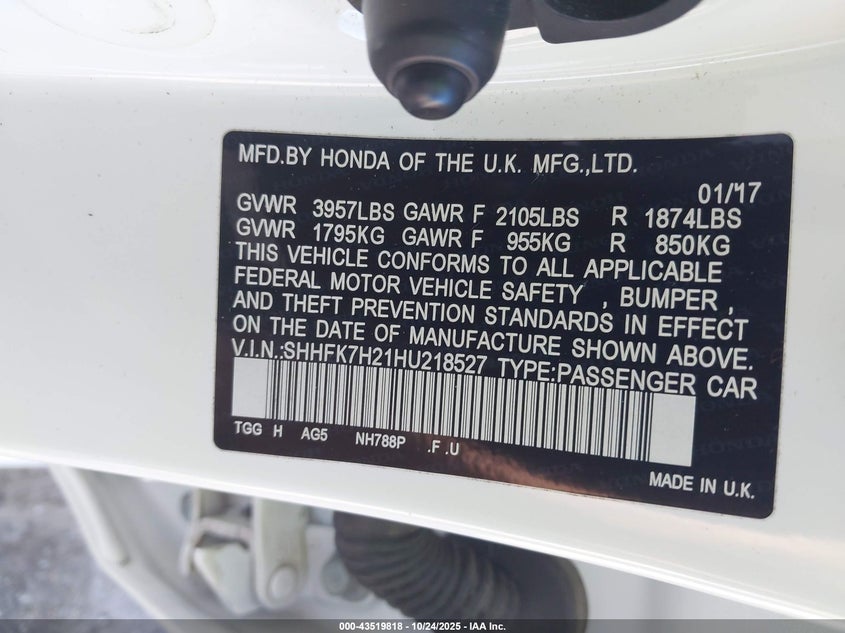 MFD.BY HONDA OF THE U.K. MFG.,LTD.
01/17
GVWR 3957LBS GAWR F 2105LBS R 1874LBS
GVWR 1795KG GAWR F 955KG R 850KG
THIS VEHICLE CONFORMS TO ALL APPLICABLE
FEDERAL MOTOR VEHICLE SAFETY , BUMPER ,
AND THEFT PREVENTION STANDARDS IN EFFECT
ON THE DATE OF MANUFACTURE SHOWN ABOVE.
V.I.N.:SHHFK7H21HU218527 TYPE:PASSENGER CAR
TGG H AG5 NH788P .F .U
MADE IN U.K.
000-43519818 - 10/24/2025 - IAA Inc.